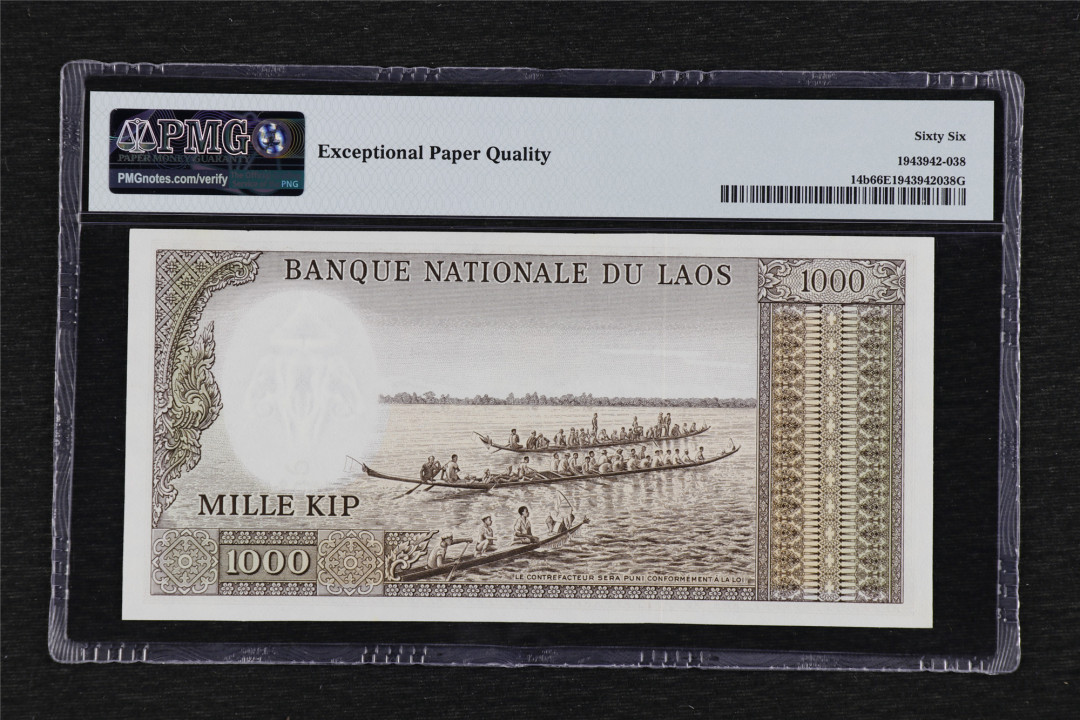 PMG
PAPER MONEY GUARANTY
PMGnotes.com/verify
PNG
Exceptional Paper Quality
Sixty Six
1943942-038
14b66E1943942038G
BANQUE NATIONALE DU LAOS
1000
MILLE KIP
1000
LE CONTREFACTEUR SERA PUNI CONFORMÉMENT A LA LOI